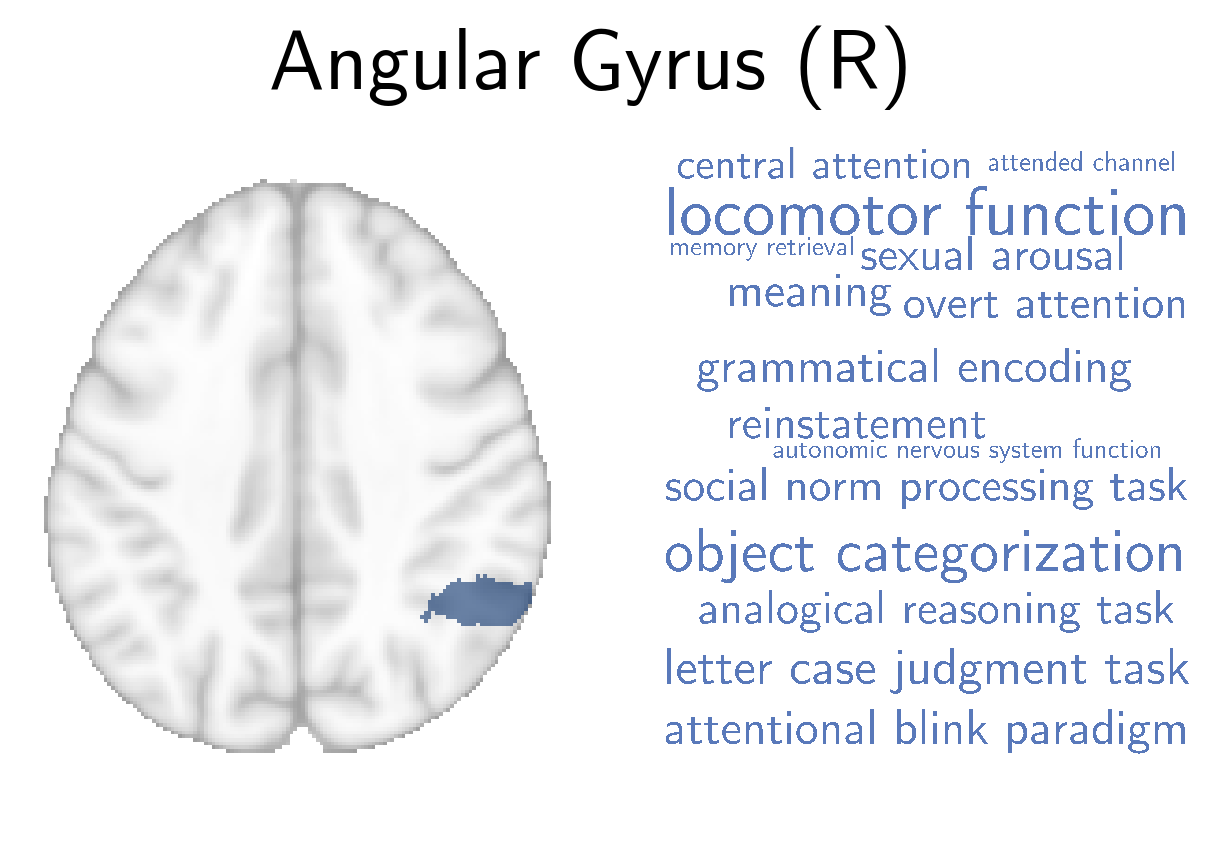 Angular Gyrus (R)
central attention attended channel
locomotor function
memory retrieval sexual arousal
meaning overt attention
grammatical encoding
reinstatement
autonomic nervous system function
social norm processing task
object categorization
analogical reasoning task
letter case judgment task
attentional blink paradigm